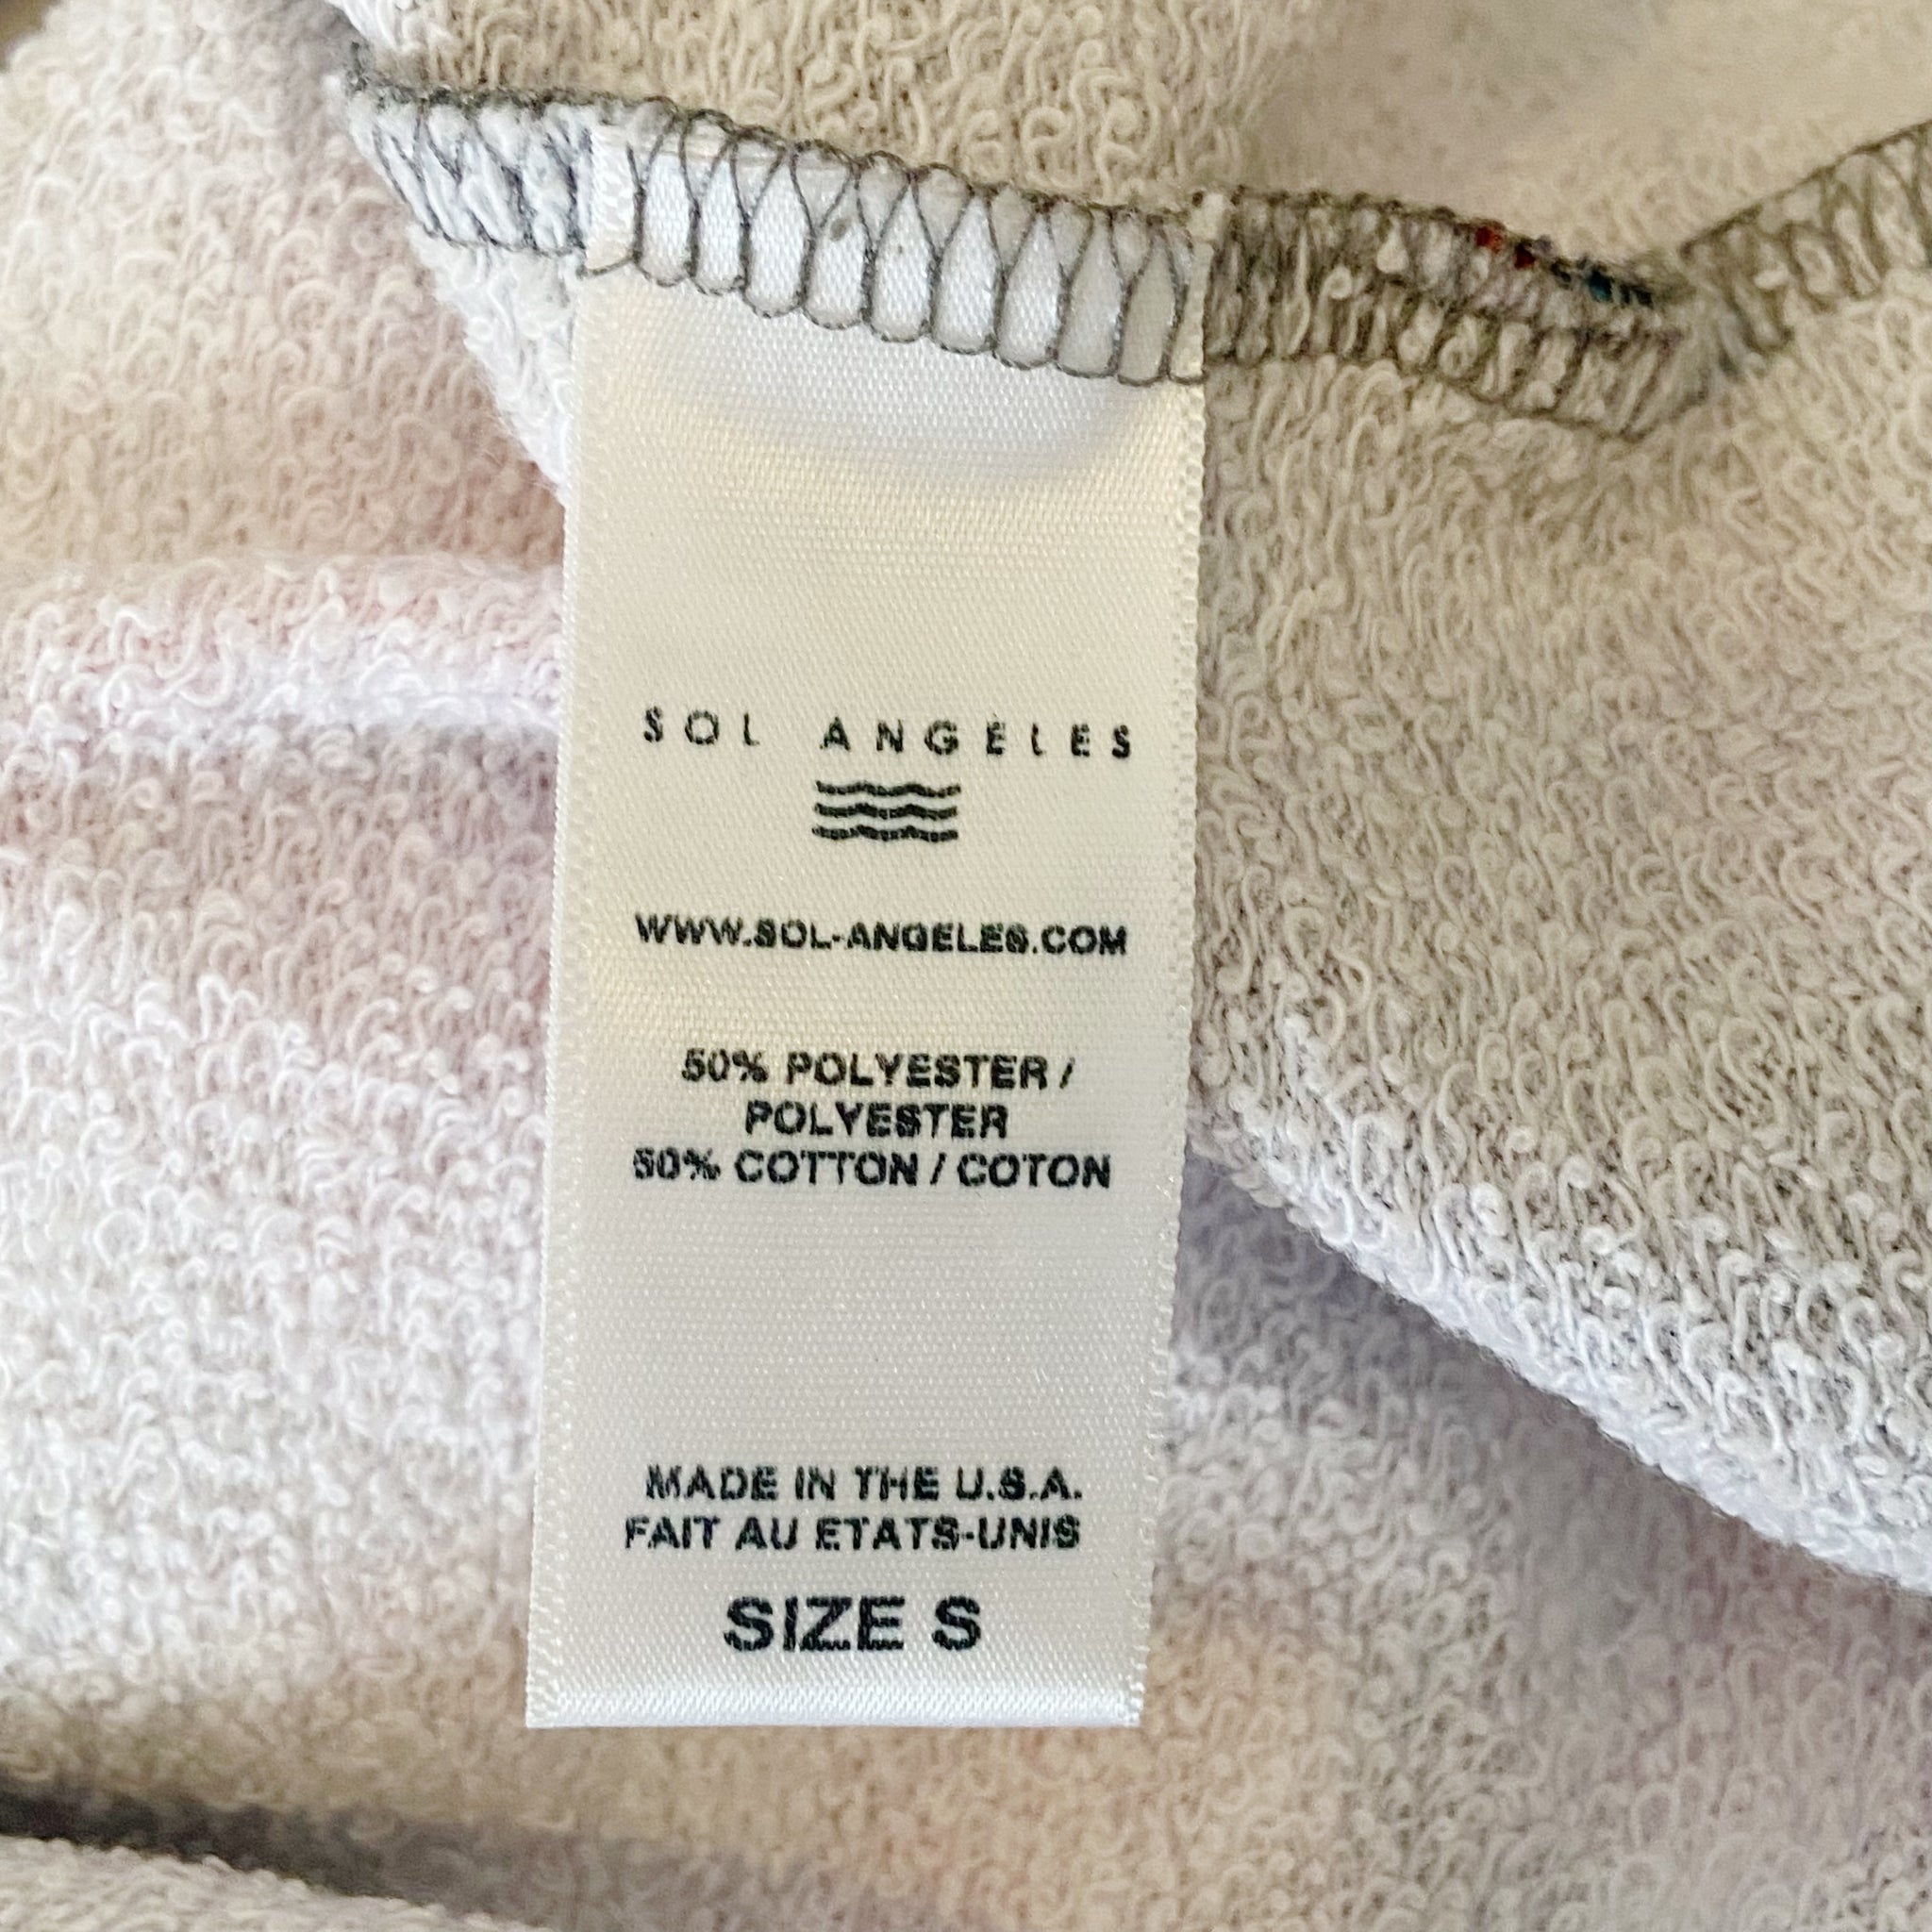 SOL ANGELES
WWW.SOL-ANGELES.COM
50% POLYESTER /
POLYESTER
50% COTTON / COTON
MADE IN THE U.S.A.
FAIT AU ETATS-UNIS
SIZE S